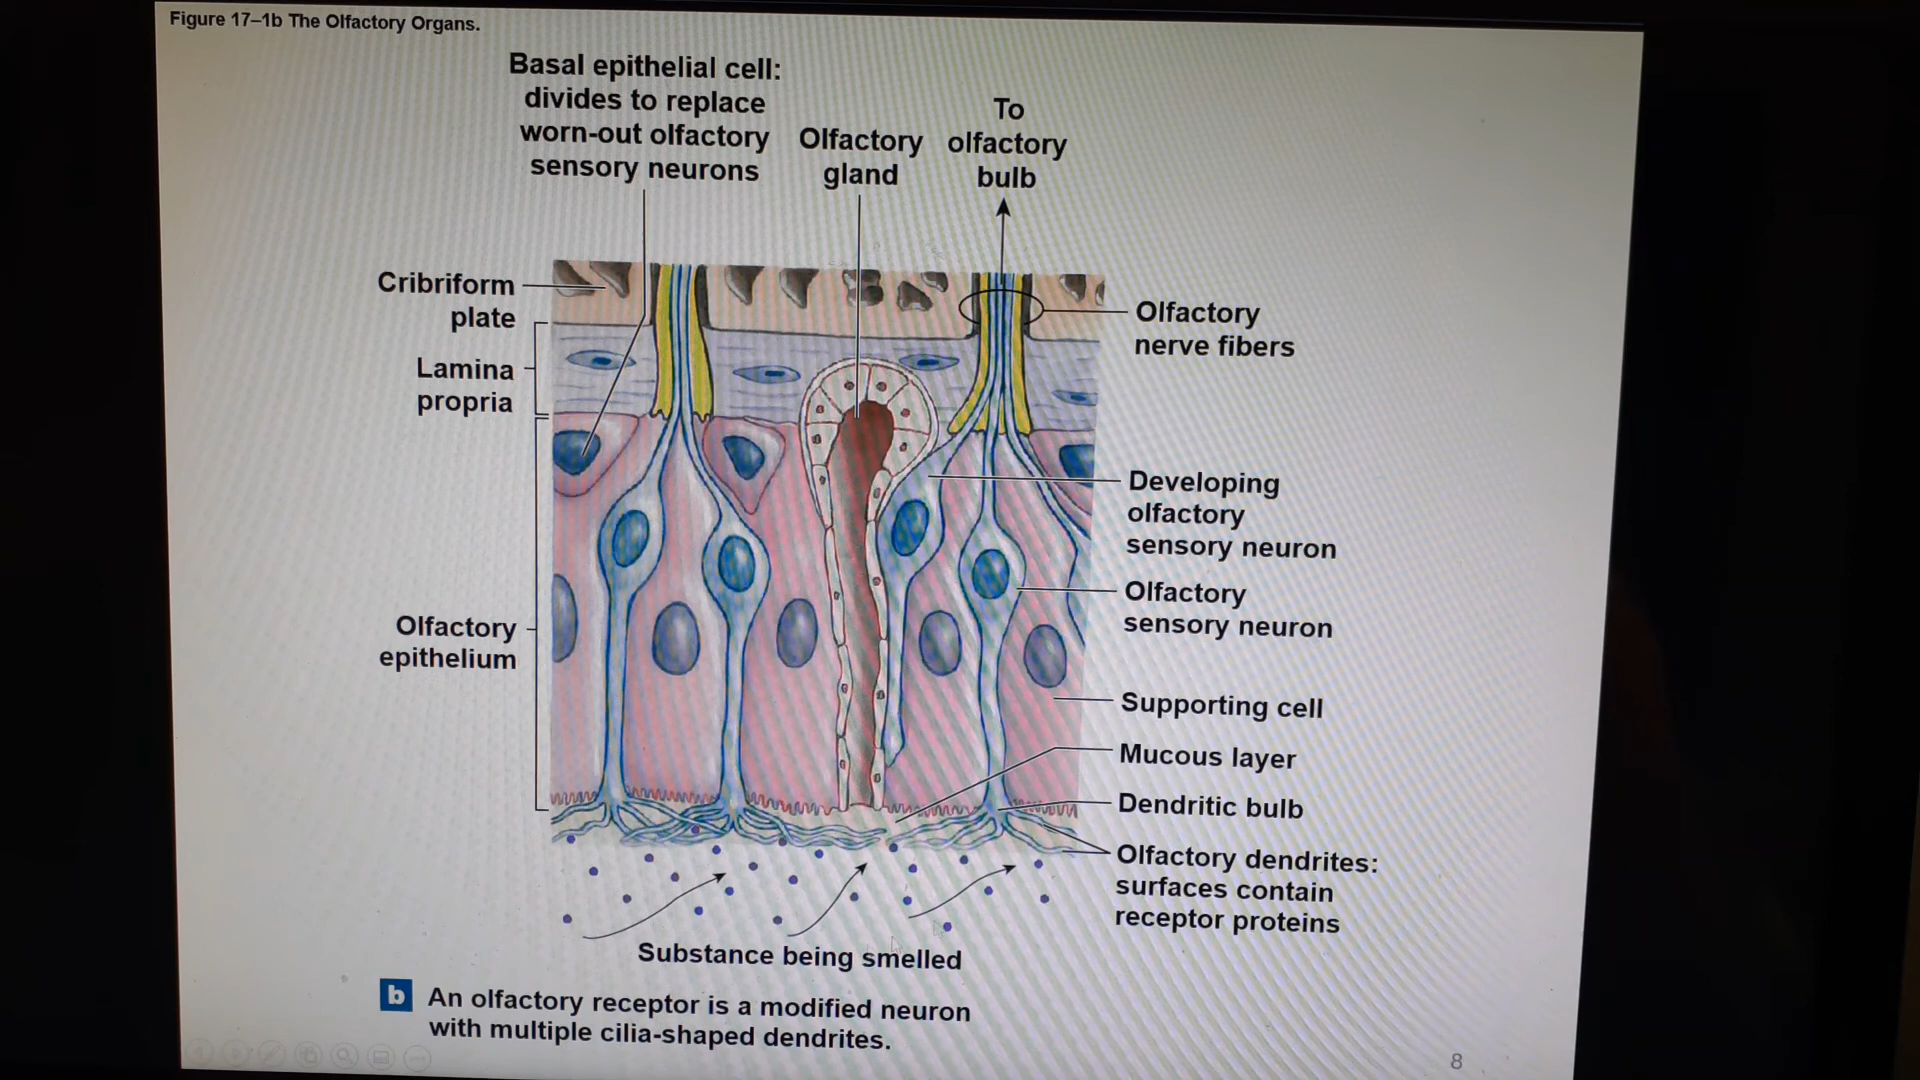 Figure 17–1b The Olfactory Organs.
Basal epithelial cell:
divides to replace
worn-out olfactory
sensory neurons
Olfactory
gland
To
olfactory
bulb
Cribriform
plate
Lamina
propria
Olfactory
epithelium
Olfactory
nerve fibers
Developing
olfactory
sensory neuron
Olfactory
sensory neuron
Supporting cell
Mucous layer
Dendritic bulb
Olfactory dendrites:
surfaces contain
receptor proteins
Substance being smelled
b An olfactory receptor is a modified neuron
with multiple cilia-shaped dendrites.
8